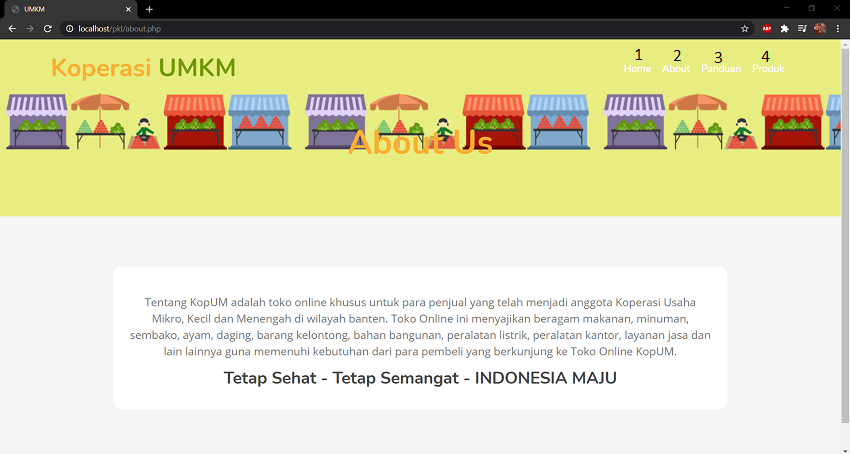 UMKM
localhost/pkl/about.php
ABP
Koperasi UMKM
1 2 3 4
Home About Panduan Produk
About Us
Tentang KopUM adalah toko online khusus untuk para penjual yang telah menjadi anggota Koperasi Usaha
Mikro, Kecil dan Menengah di wilayah banten. Toko Online ini menyajikan beragam makanan, minuman,
sembako, ayam, daging, barang kelontong, bahan bangunan, peralatan listrik, peralatan kantor, layanan jasa dan
lain lainnya guna memenuhi kebutuhan dari para pembeli yang berkunjung ke Toko Online KopUM.
Tetap Sehat - Tetap Semangat - INDONESIA MAJU